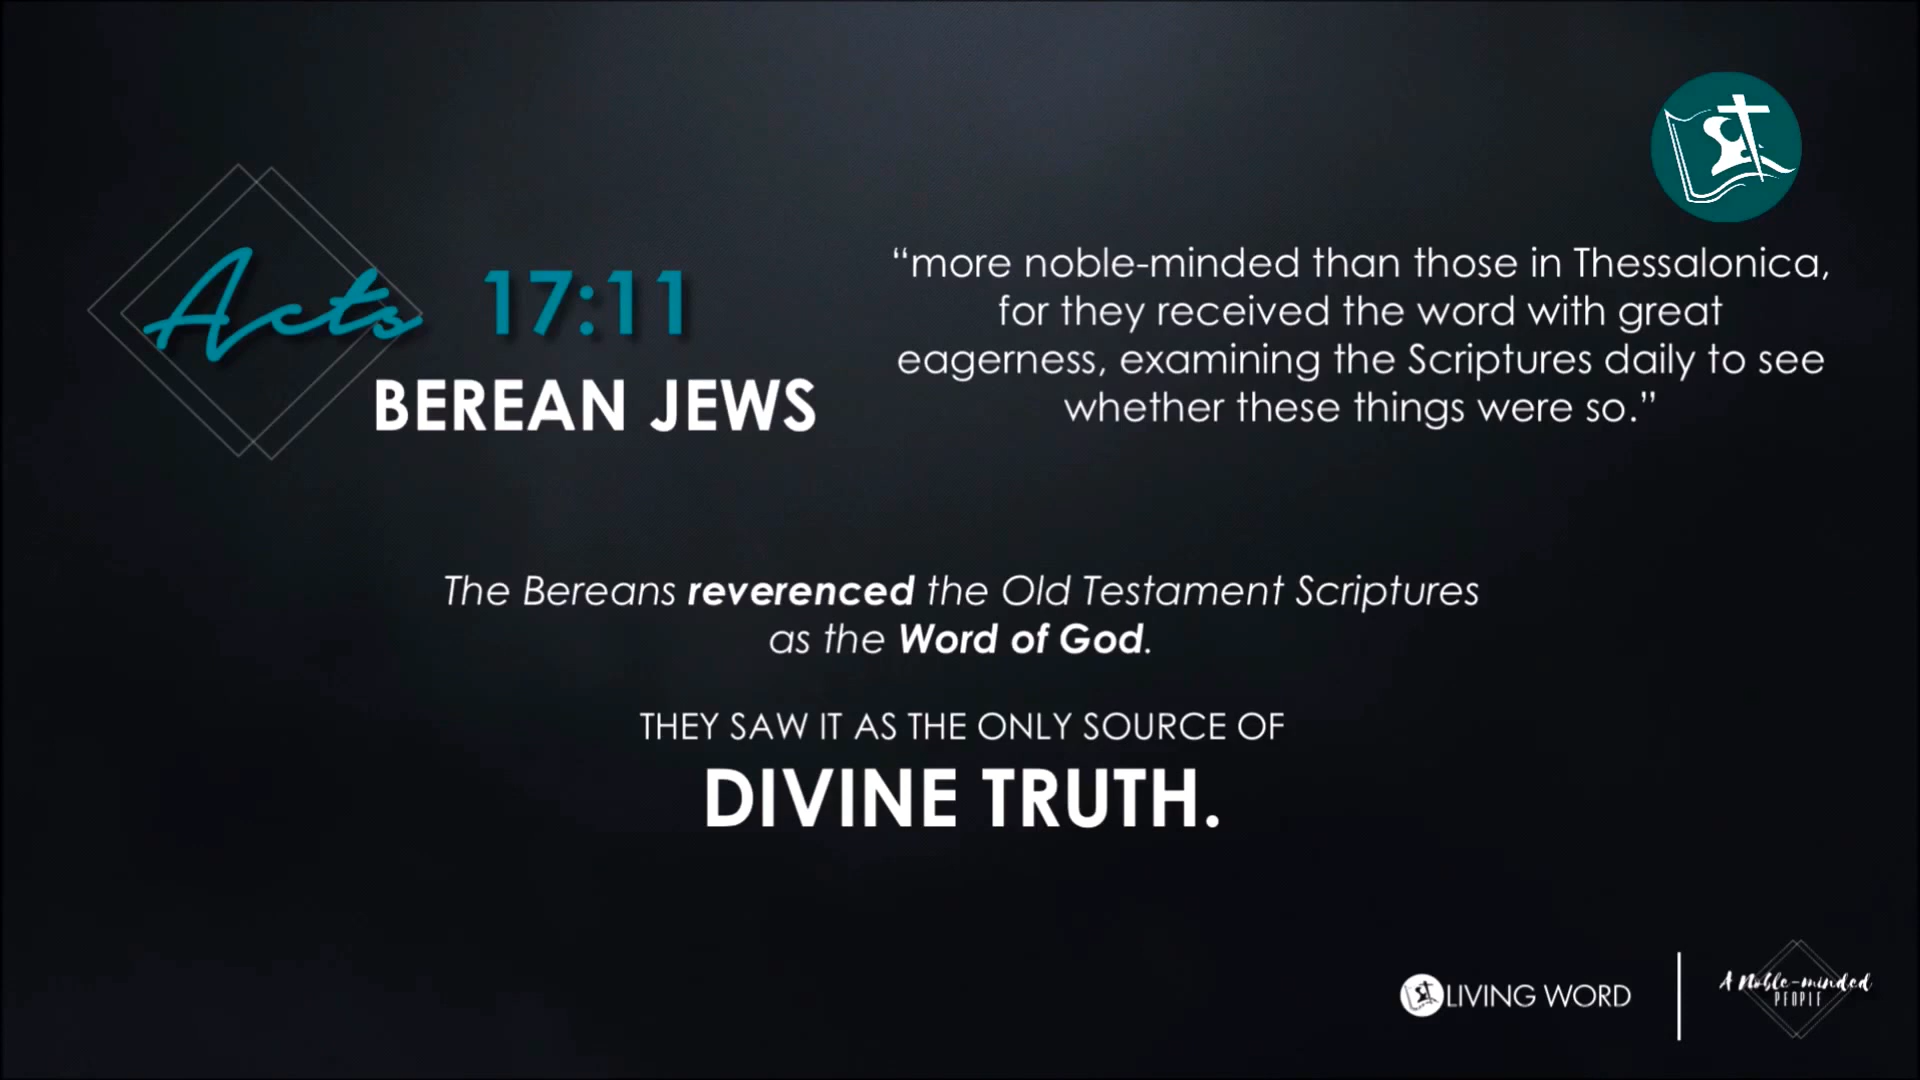 Acts 17:11
BEREAN JEWS
“more noble-minded than those in Thessalonica,
for they received the word with great
eagerness, examining the Scriptures daily to see
whether these things were so.”
The Bereans reverenced the Old Testament Scriptures
as the Word of God.
THEY SAW IT AS THE ONLY SOURCE OF
DIVINE TRUTH.
LIVING WORD
A Noble-minded
PEOPLE